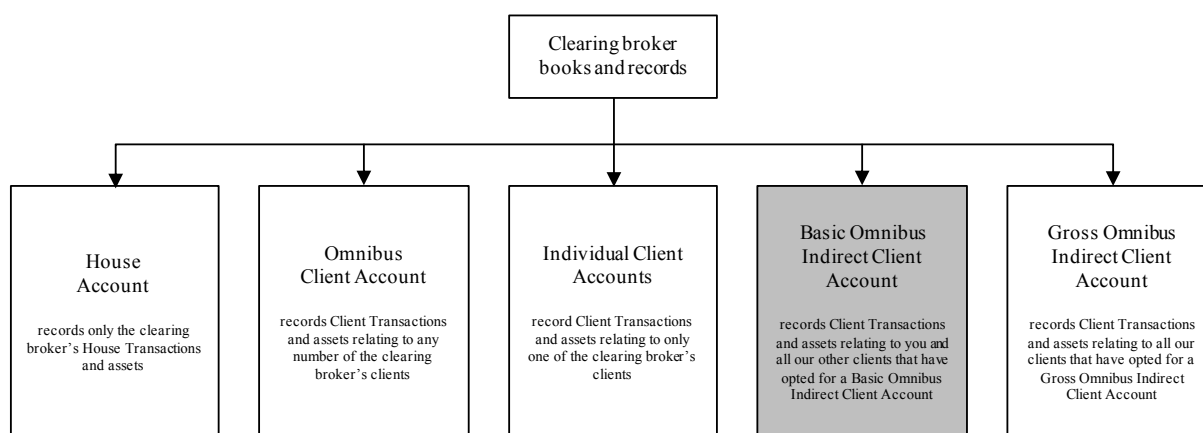 Clearing broker
books and records
House
Account
records only the clearing
broker's House Transactions
and assets
Omnibus
Client Account
records Client Transactions
and assets relating to any
number of the clearing
broker's clients
Individual Client
Accounts
record Client Transactions
and assets relating to only
one of the clearing broker's
clients
Basic Omnibus
Indirect Client
Account
records Client Transactions
and assets relating to you and
all our other clients that have
opted for a Basic Omnibus
Indirect Client Account
Gross Omnibus
Indirect Client
Account
records Client Transactions
and assets relating to all our
clients that have opted for a
Gross Omnibus Indirect
Client Account